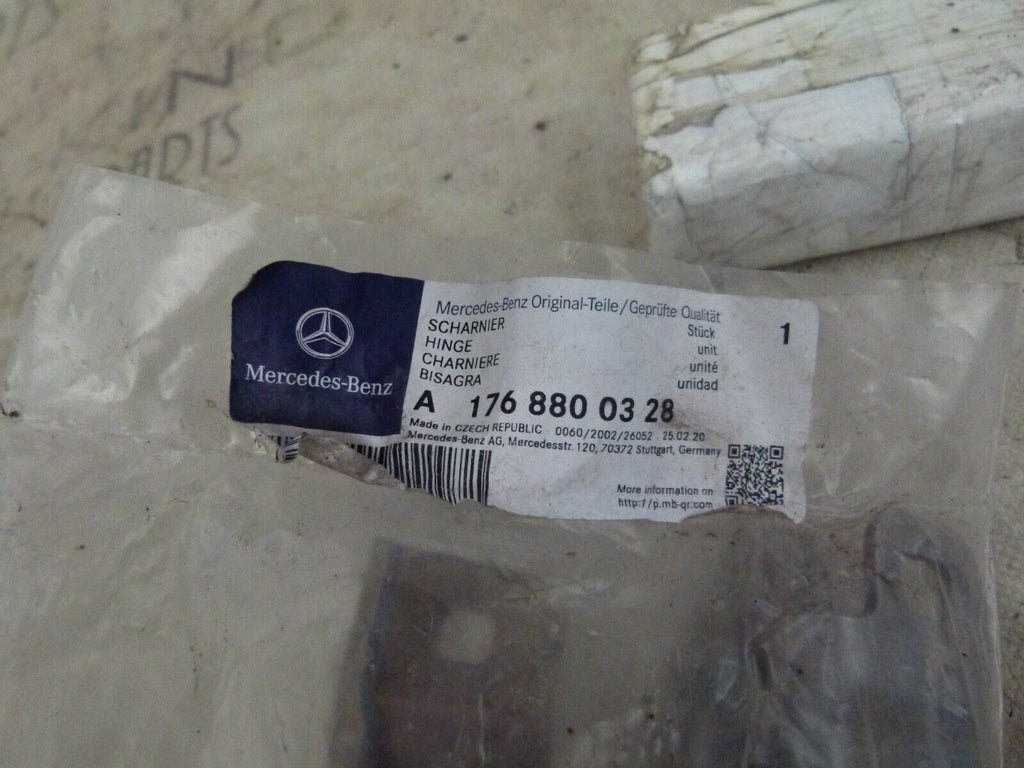 PARTS
Mercedes-Benz
Mercedes-Benz Original-Teile/Geprüfte Qualität
SCHARNIER Stück 1
HINGE unit
CHARNIERE unité
BISAGRA unidad
A 176 880 03 28
Made in CZECH REPUBLIC 0060/2002/26052 25.02.20
Mercedes-Benz AG, Mercedesstr. 120, 70372 Stuttgart, Germany
More information on
http://p.mb-qr.com